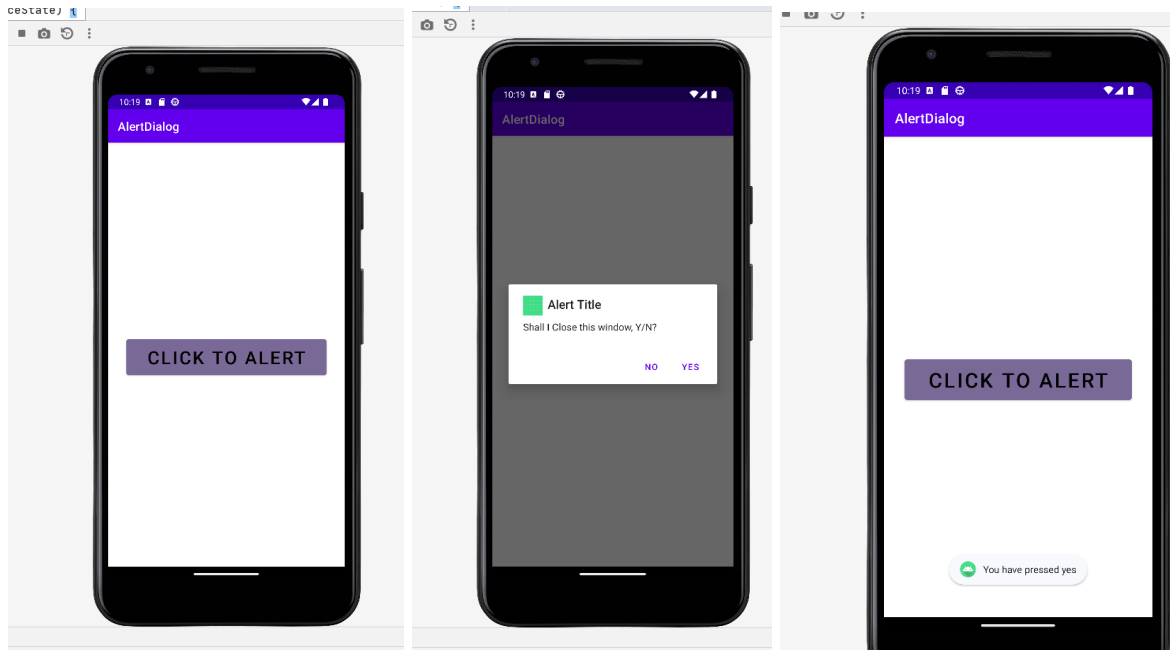 ceState) {
10:19
AlertDialog
CLICK TO ALERT
10:19
AlertDialog
Alert Title
Shall I Close this window, Y/N?
NO YES
10:19
AlertDialog
CLICK TO ALERT
You have pressed yes